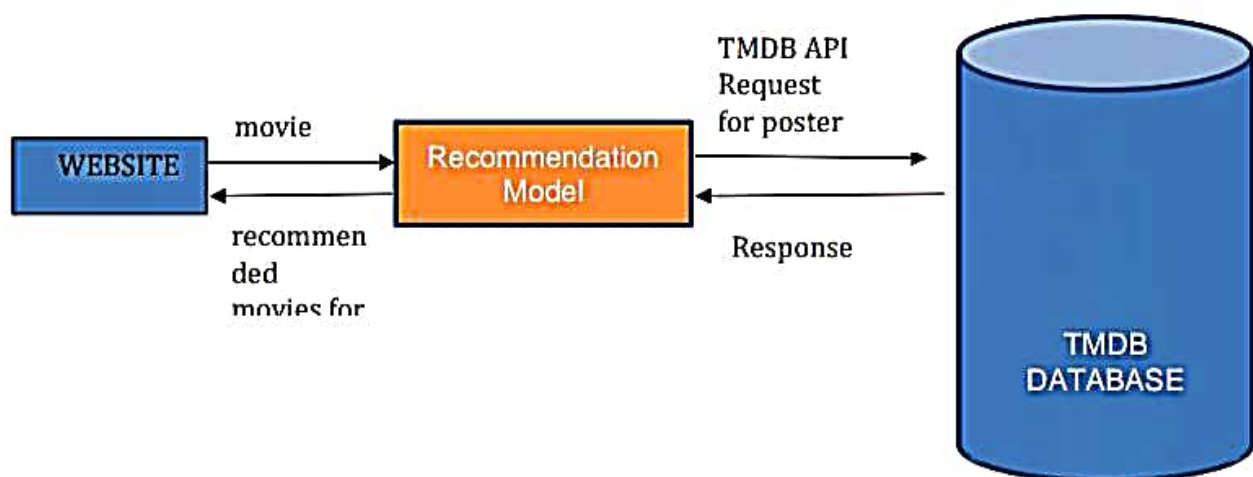 WEBSITE
movie
recommen
ded
movies for
Recommendation
Model
TMDB API
Request
for poster
Response
TMDB
DATABASE